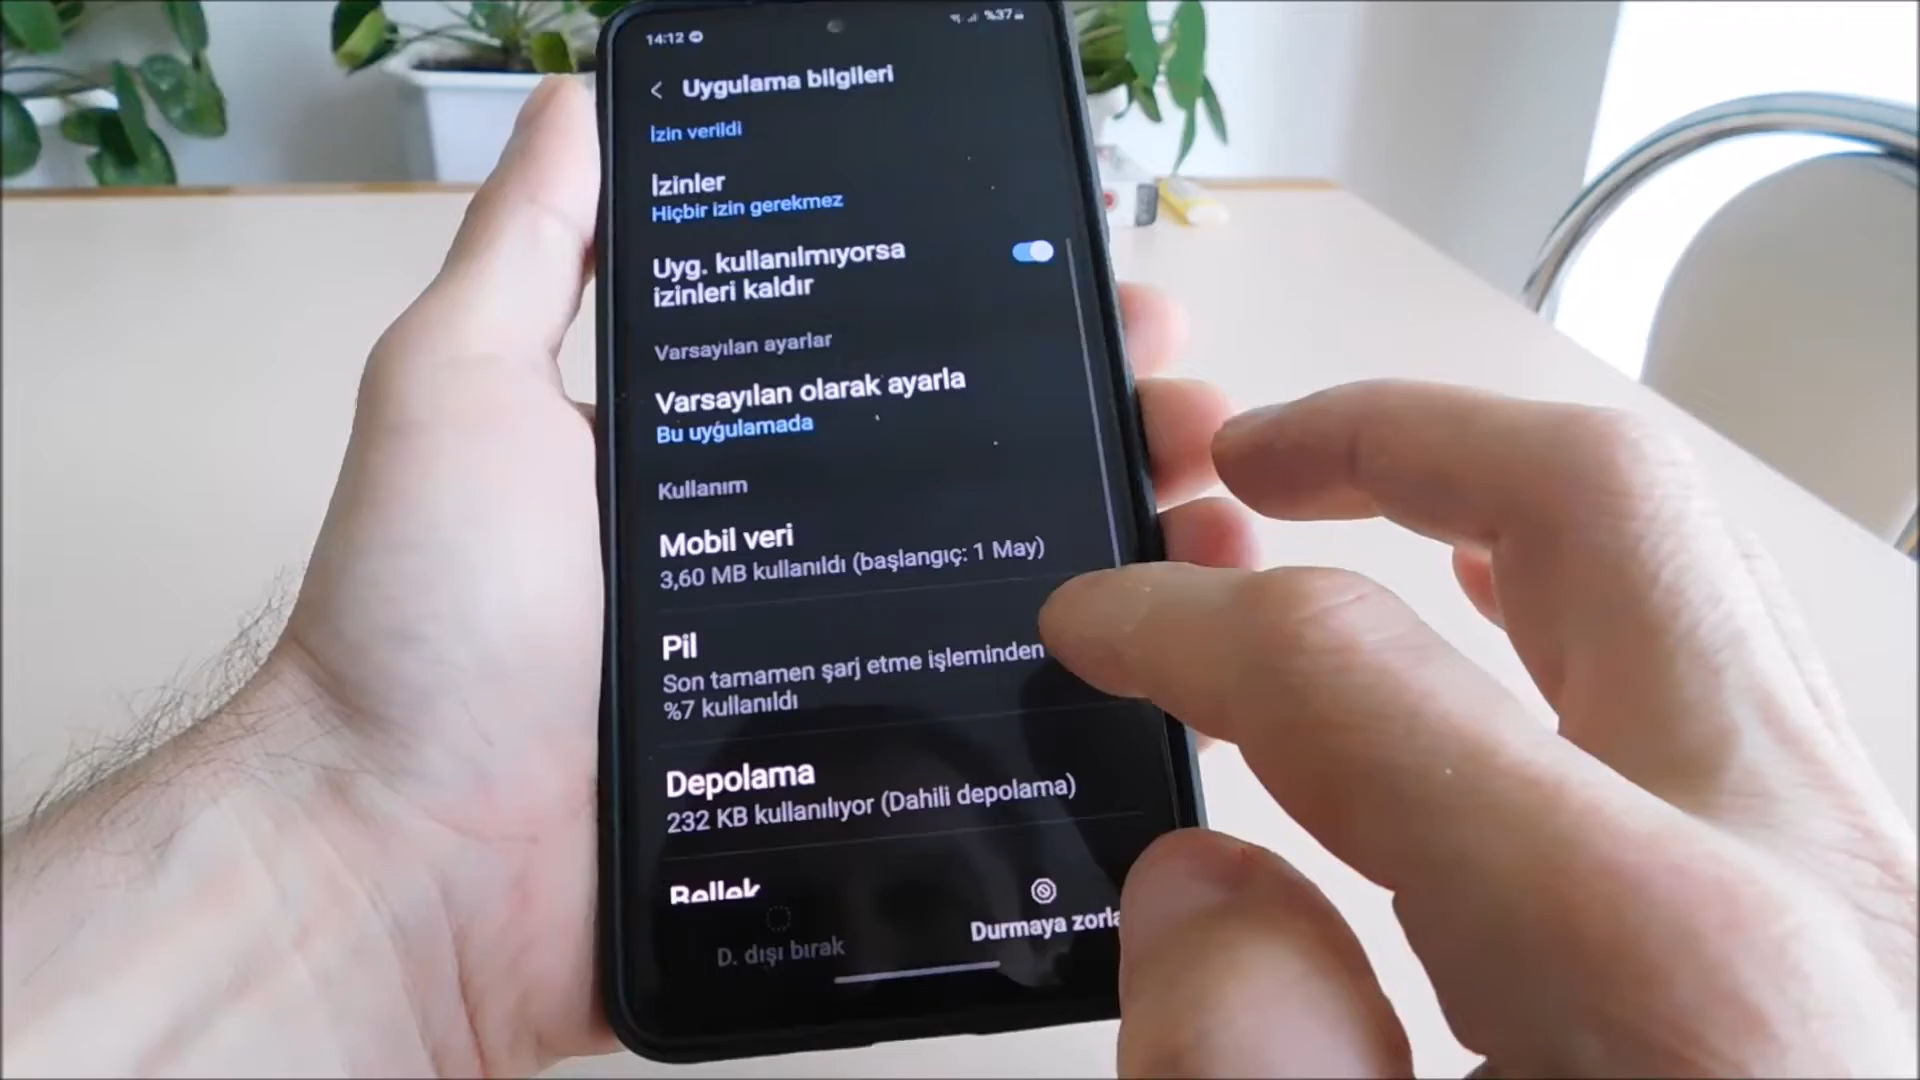 14:12
%37
Uygulama bilgileri
İzin verildi
İzinler
Hiçbir izin gerekmez
Uyg. kullanılmıyorsa
izinleri kaldır
Varsayılan ayarlar
Varsayılan olarak ayarla
Bu uygulamada
Kullanım
Mobil veri
3,60 MB kullanıldı (başlangıç: 1 May)
Pil
Son tamamen şarj etme işleminden
%7 kullanıldı
Depolama
232 KB kullanılıyor (Dahili depolama)
Bellek
D. dışı bırak
Durmaya zorla